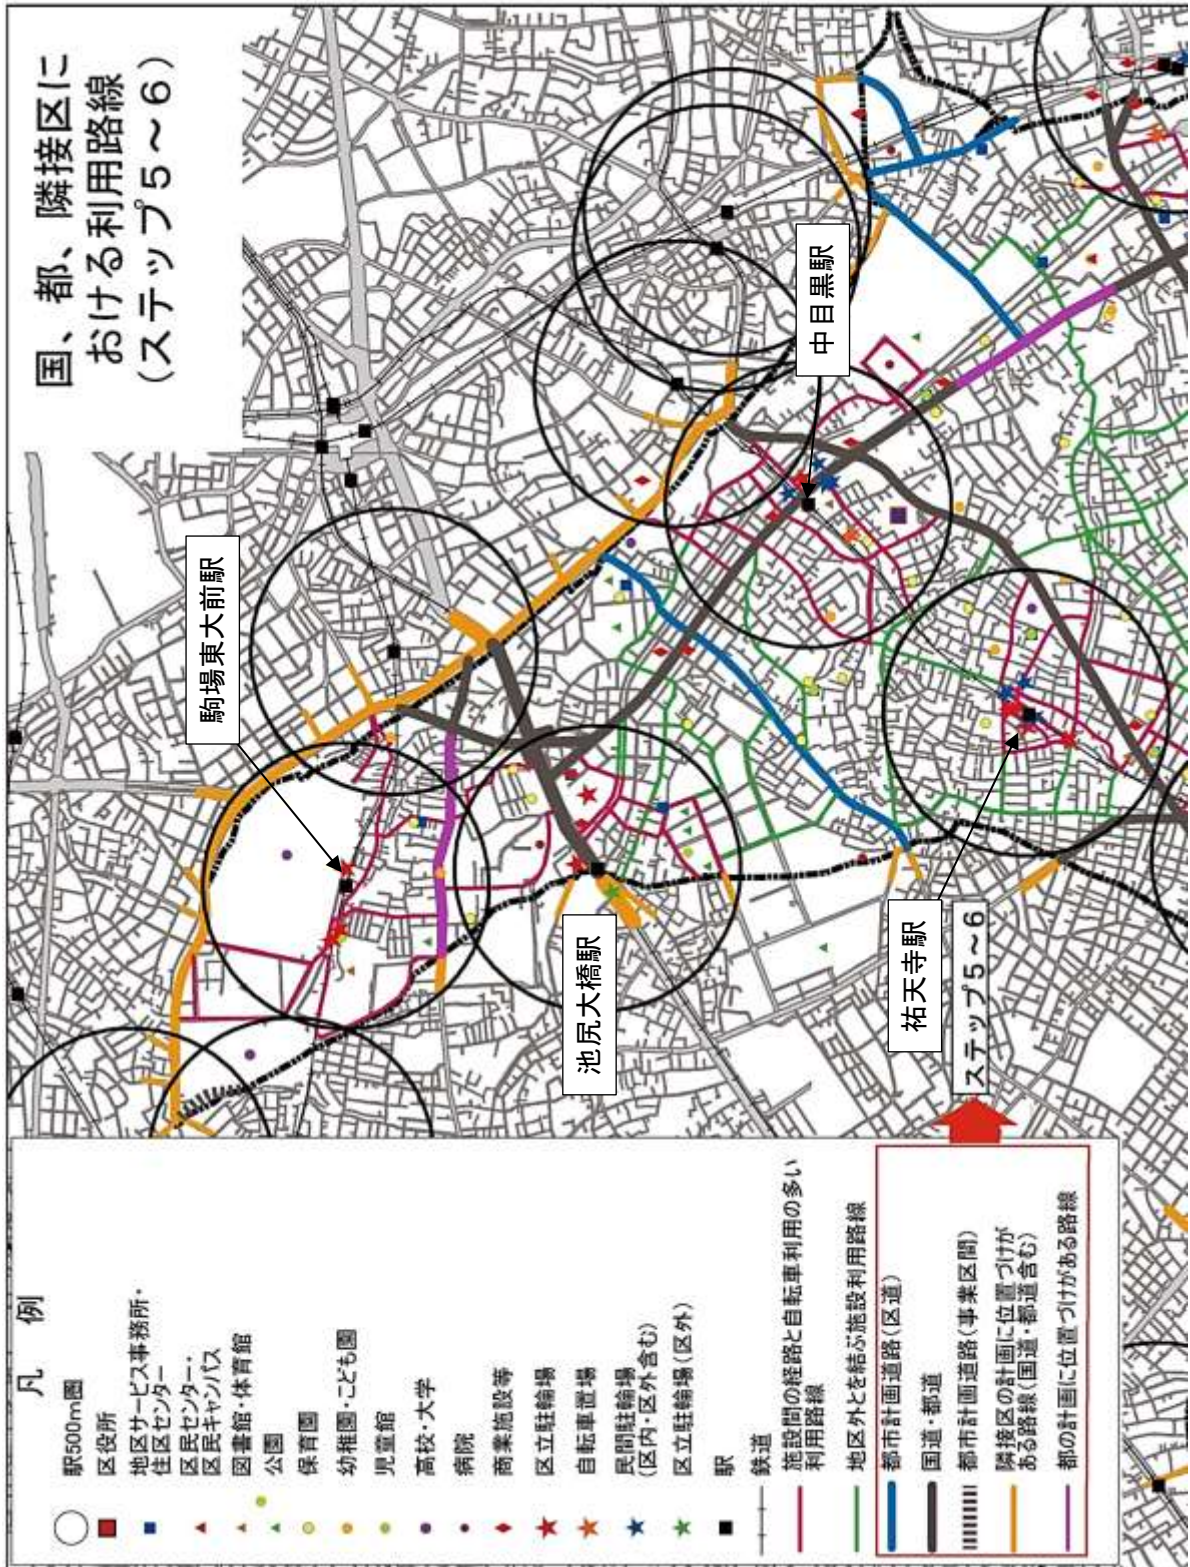 国、都、隣接区に
おける利用路線
(ステップ5～6)
駒場東大前駅
中目黒駅
池尻大橋駅
祐天寺駅
ステップ5～6
凡　例
駅500m圏
区役所
地区サービス事務所・
住区センター
区民センター・
区民キャンパス
図書館・体育館
公園
保育園
幼稚園・こども園
児童館
高校・大学
病院
商業施設等
区立駐輪場
自転車置場
民間駐輪場
(区内・区外含む)
区立駐輪場(区外)
駅
鉄道
施設間の経路と自転車利用の多い
利用路線
地区外とを結ぶ施設利用路線
都市計画道路(区道)
国道・都道
都市計画道路(事業区間)
隣接区の計画に位置づけが
ある路線(国道・都道含む)
都の計画に位置づけがある路線